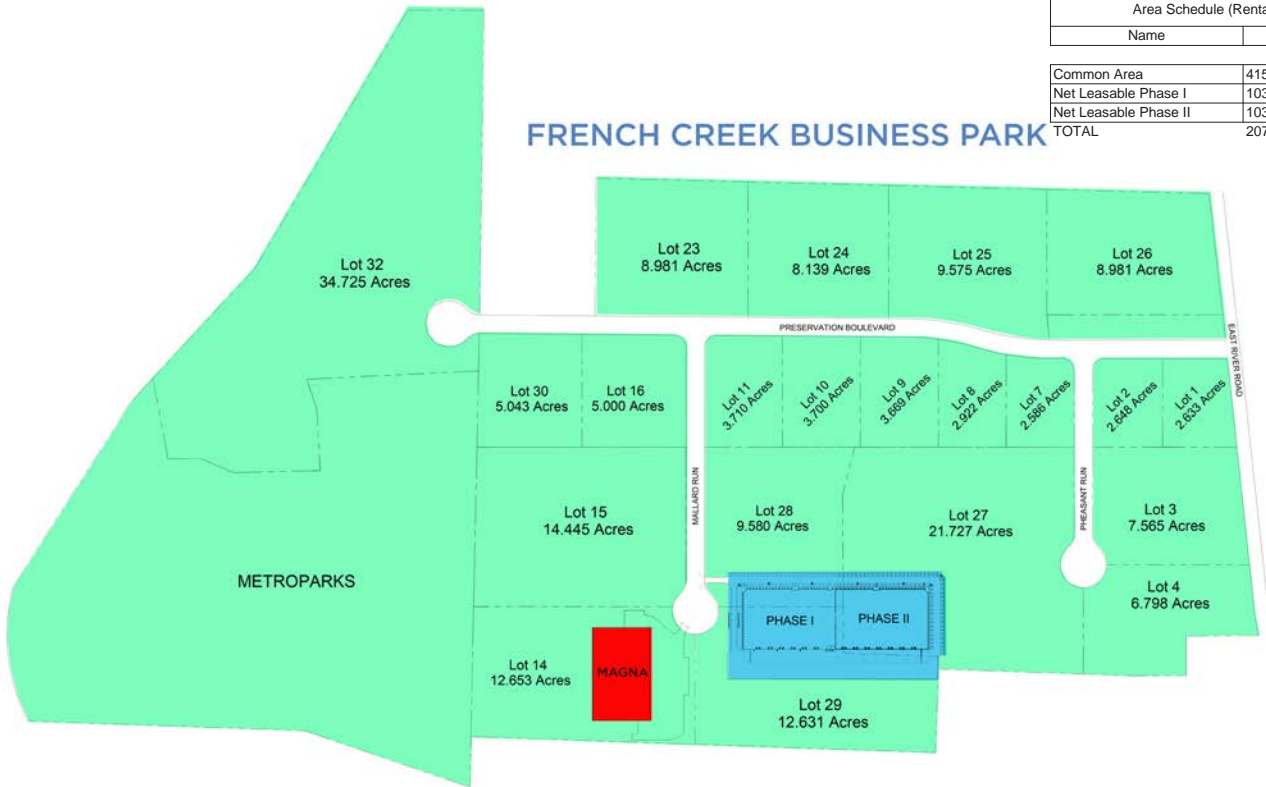 Area Schedule (Renta
Name
Common Area 415
Net Leasable Phase I 103
Net Leasable Phase II 103
TOTAL 207
FRENCH CREEK BUSINESS PARK
Lot 32
34.725 Acres
Lot 23
8.981 Acres
Lot 24
8.139 Acres
Lot 25
9.575 Acres
Lot 26
8.981 Acres
PRESERVATION BOULEVARD
EAST RIVER ROAD
Lot 30
5.043 Acres
Lot 16
5.000 Acres
Lot 11
3.710 Acres
Lot 10
3.700 Acres
Lot 9
3.669 Acres
Lot 8
2.922 Acres
Lot 7
2.586 Acres
Lot 2
2.648 Acres
Lot 1
2.633 Acres
MALLARD RUN
PHEASANT RUN
Lot 15
14.445 Acres
Lot 28
9.580 Acres
Lot 27
21.727 Acres
Lot 3
7.565 Acres
METROPARKS
Lot 4
6.798 Acres
PHASE I
PHASE II
Lot 14
12.653 Acres
MAGNA
Lot 29
12.631 Acres